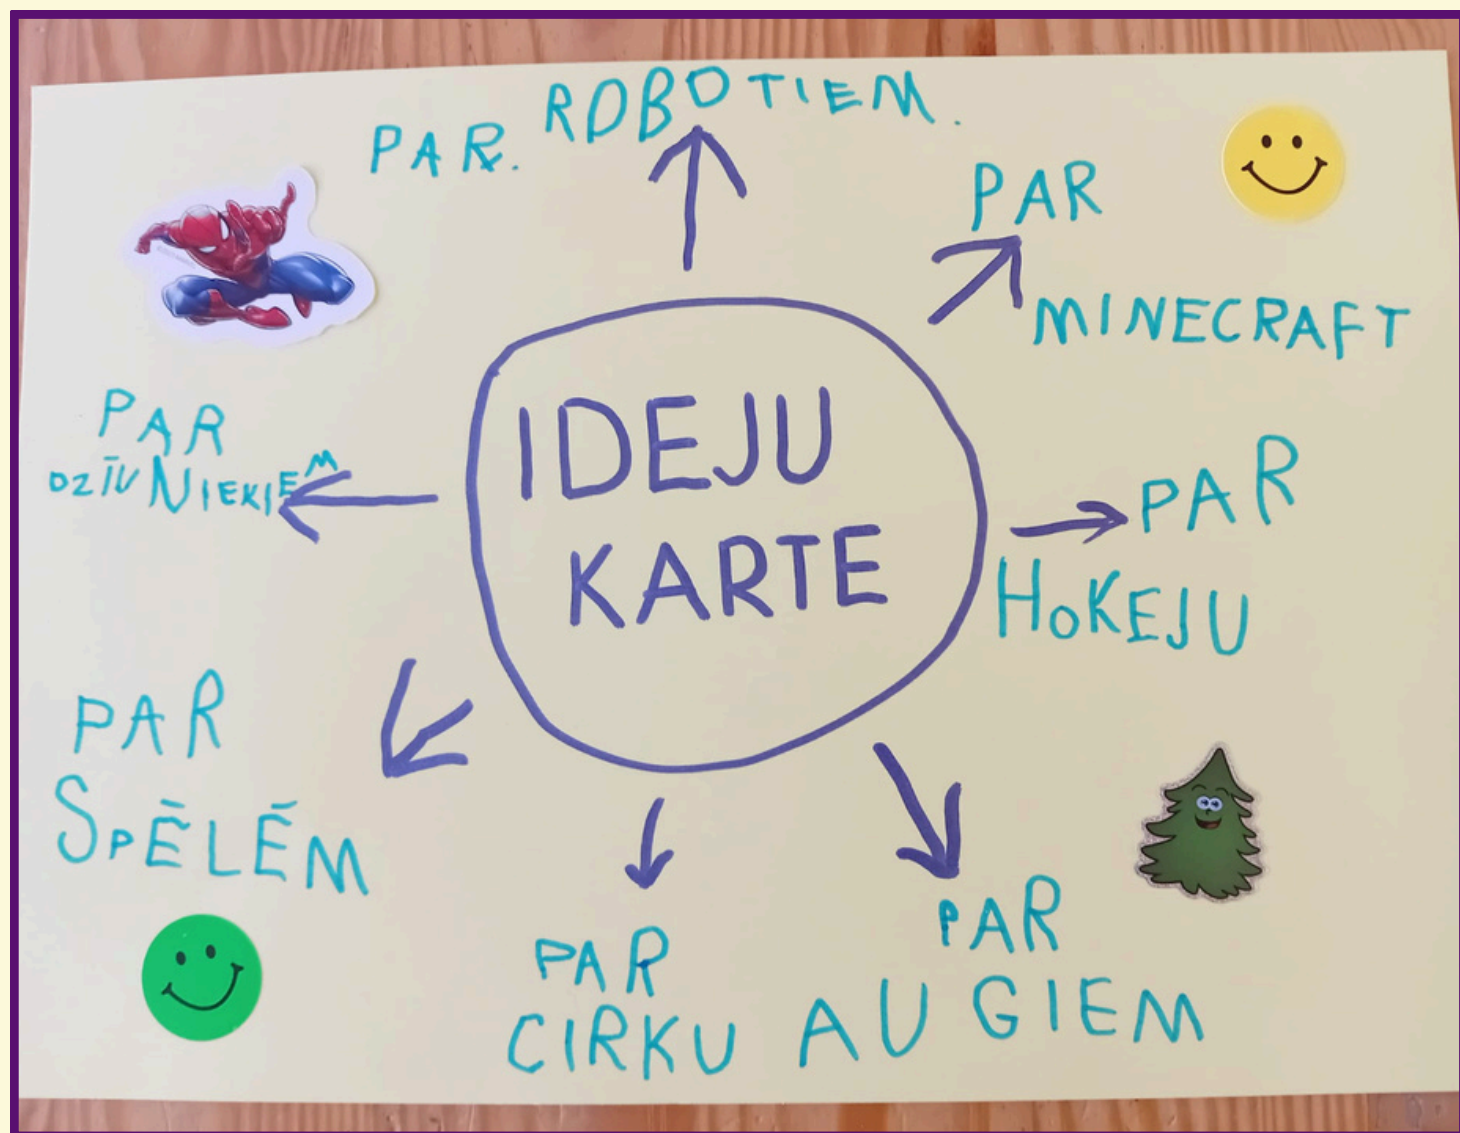 PAR. ROBOTIEM.
PAR
MINECRAFT
IDEJU
KARTE
PAR
DZĪVNIEKIEM
PAR
HOKEJU
PAR
SPĒLĒM
PAR
CIRKU
PAR
AUGIEM